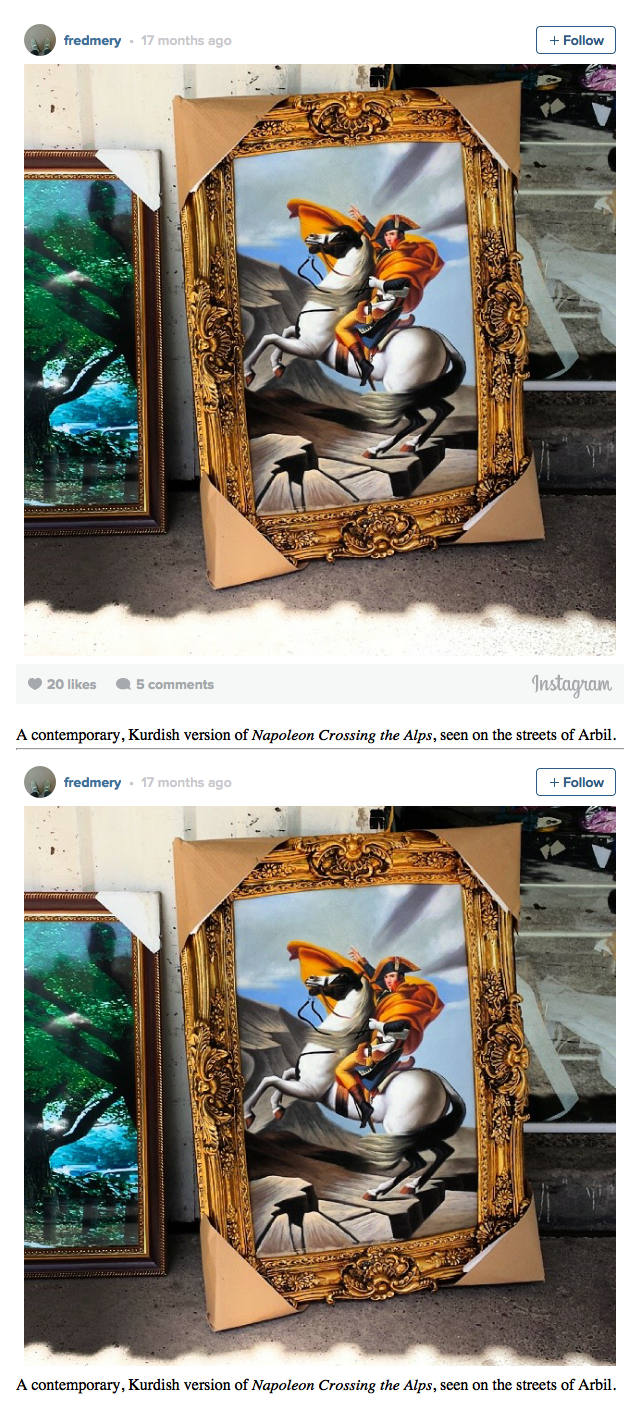 fredmery • 17 months ago
+ Follow
20 likes 5 comments Instagram
A contemporary, Kurdish version of Napoleon Crossing the Alps, seen on the streets of Arbil.
fredmery • 17 months ago
+ Follow
A contemporary, Kurdish version of Napoleon Crossing the Alps, seen on the streets of Arbil.